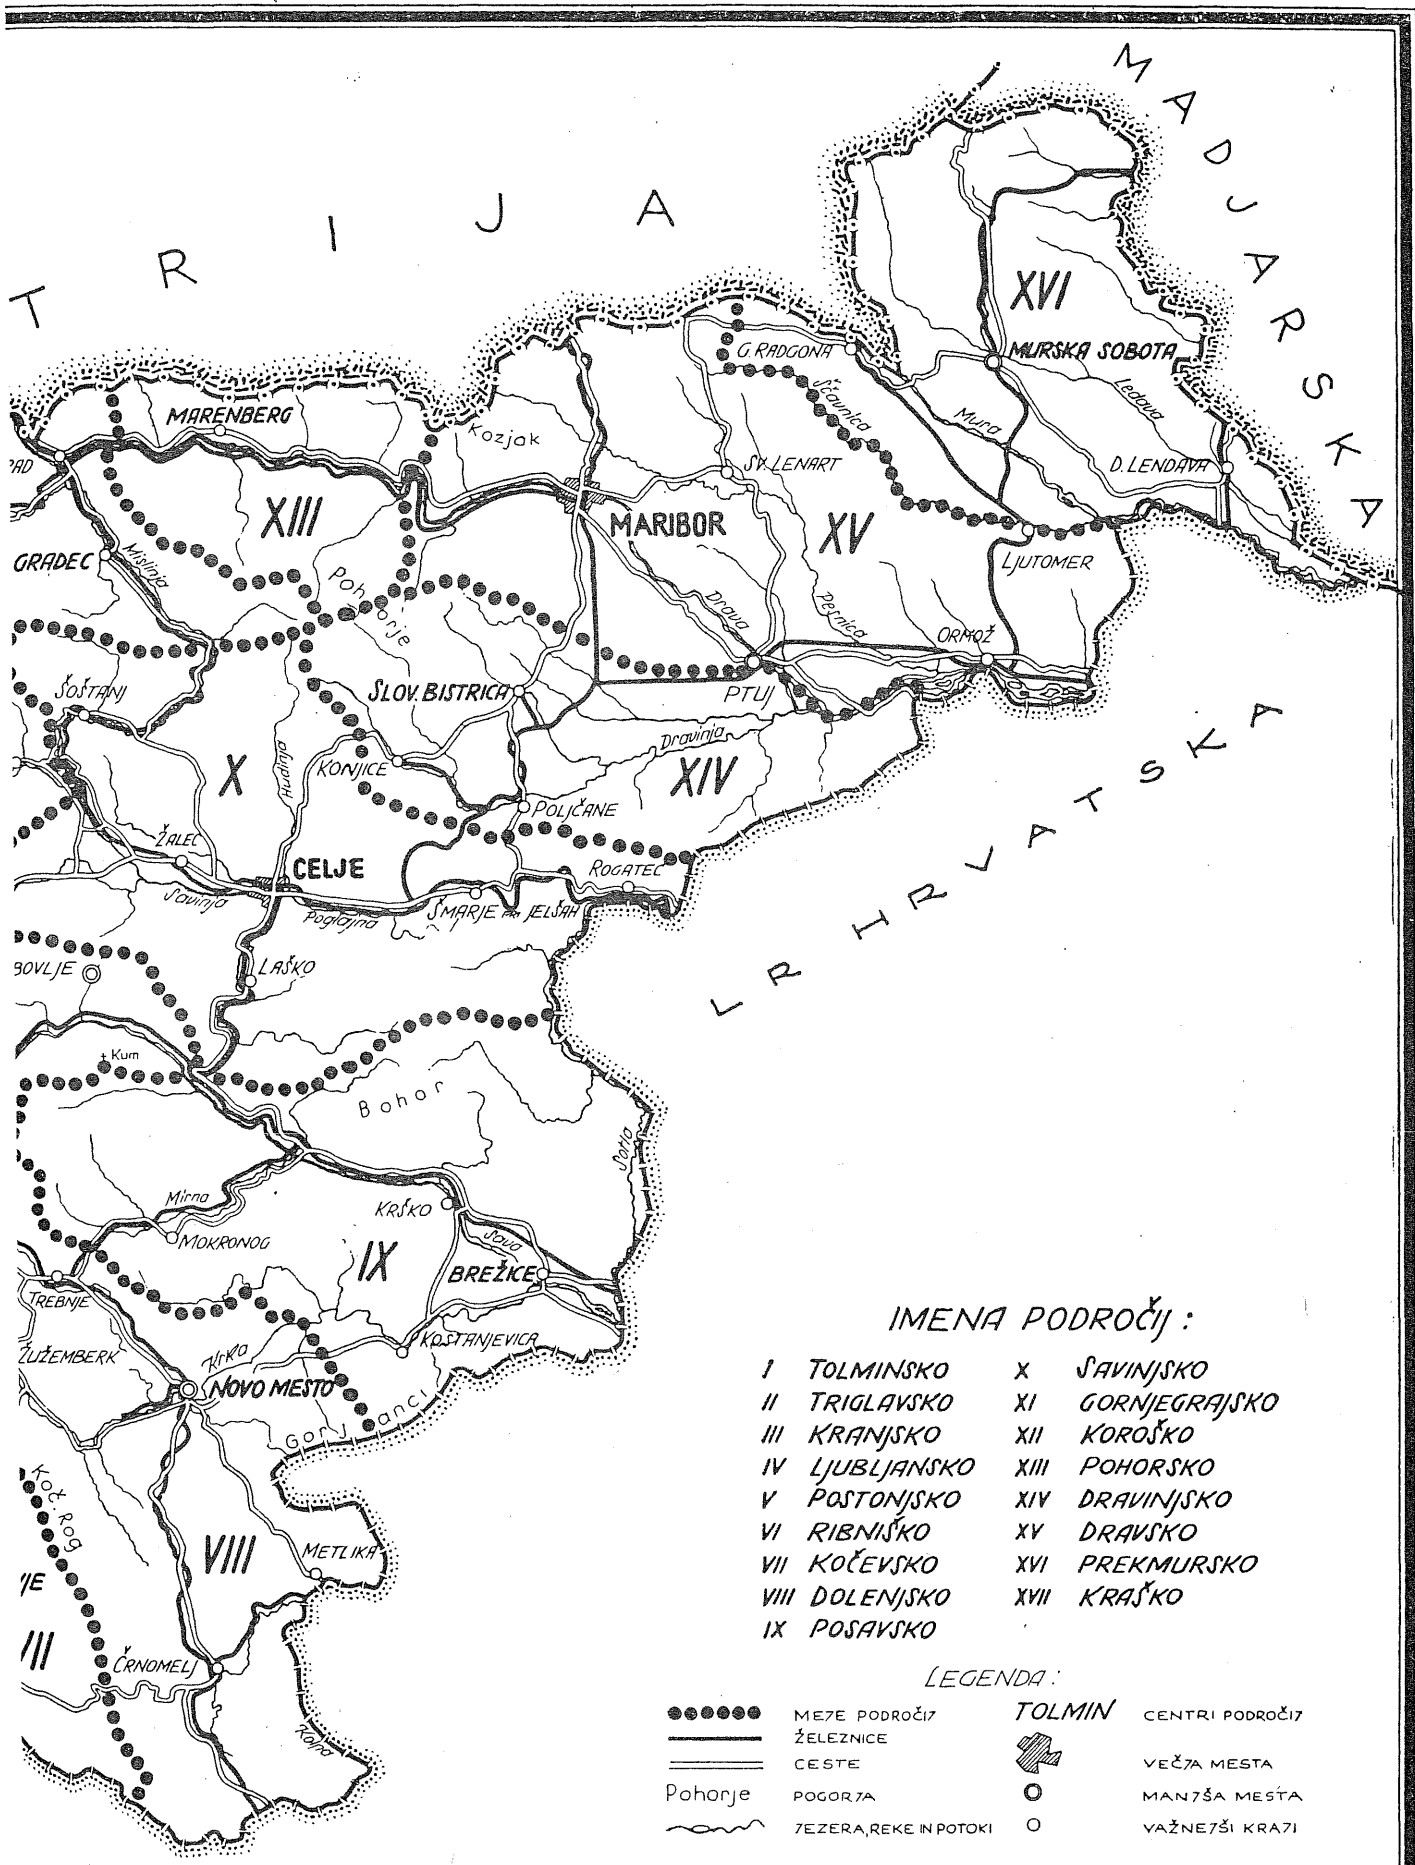 TRIJA
MADJARSKA
XVI
G. RADGONA
MURSKA SOBOTA
Ščavnica
Ledava
Mura
MARENBERG
Kozjak
SV. LENART
D. LENDAVA
XIII
MARIBOR
XV
LJUTOMER
GRADEC
Mislinja
Pohorje
Drava
Pesnica
ORMOŽ
ŠOŠTANJ
SLOV. BISTRICA
PTUJ
Hudinja
Dravinja
X
KONJICE
XIV
POLJČANE
ŽALEC
CELJE
ROGATEC
Savinja
Poglajna
ŠMARJE PRI JELŠAH
HRVATSKA
BOVLJE
LAŠKO
+ Kum
Bohor
Sotla
Mirna
KRŠKO
MOKRONOG
Sava
IX
BREŽICE
TREBNJE
KOSTANJEVICA
ŽUŽEMBERK
Krka
NOVO MESTO
Gorjanci
Koč. Rog
VIII
METLIKA
JE
VII
ČRNOMELJ
Kolpa
IMENA PODROČIJ :
I TOLMINSKO X SAVINJSKO
II TRIGLAVSKO XI GORNJEGRAJSKO
III KRANJSKO XII KOROŠKO
IV LJUBLJANSKO XIII POHORSKO
V POSTONJSKO XIV DRAVINJSKO
VI RIBNIŠKO XV DRAVSKO
VII KOČEVSKO XVI PREKMURSKO
VIII DOLENJSKO XVII KRAŠKO
IX POSAVSKO
LEGENDA :
MEJE PODROČIJ TOLMIN CENTRI PODROČIJ
ŽELEZNICE
CESTE VEČJA MESTA
Pohorje POGORJA MANJŠA MESTA
JEZERA, REKE IN POTOKI VAŽNEJŠI KRAJI